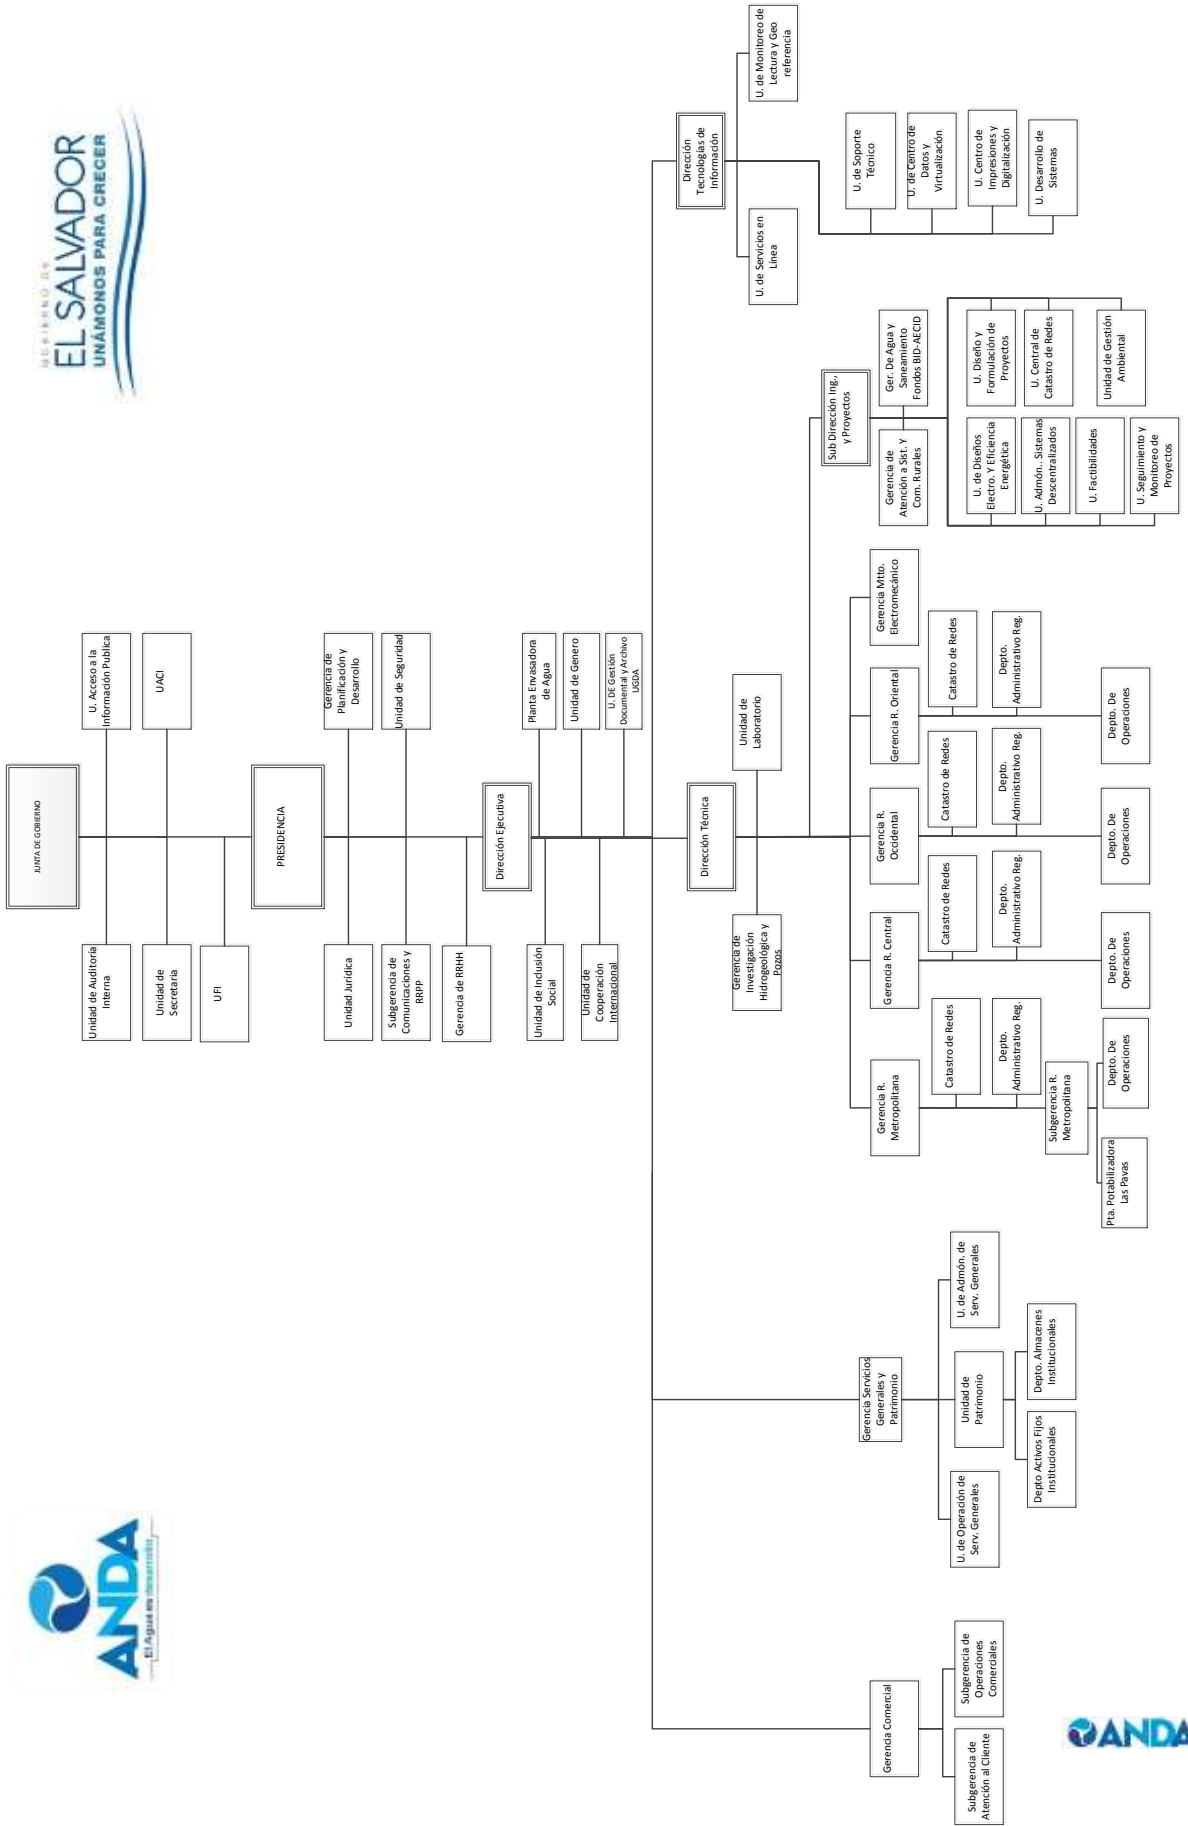 ANDA
El Agua es desarrollo
GOBIERNO DE
EL SALVADOR
UNÁMONOS PARA CRECER
JUNTA DE GOBIERNO
Unidad de Auditoría
Interna
U. Acceso a la
Información Publica
Unidad de
Secretaria
UACI
UFI
PRESIDENCIA
Unidad Jurídica
Gerencia de
Planificación y
Desarrollo
Subgerencia de
Comunicaciones y
RRPP
Unidad de Seguridad
Gerencia de RRHH
Dirección Ejecutiva
Unidad de Inclusión
Social
Planta Envasadora
de Agua
Unidad de
Cooperación
Internacional
Unidad de Genero
U. DE Gestión
Documental y Archivo
UGDA
Gerencia Comercial
Subgerencia de
Atención al Cliente
Subgerencia de
Operaciones
Comerciales
Gerencia Servicios
Generales y
Patrimonio
U. de Operación de
Serv. Generales
Unidad de
Patrimonio
U. de Admón. de
Serv. Generales
Depto Activos Fijos
Institucionales
Depto. Almacenes
Institucionales
Dirección Técnica
Gerencia de
Investigación
Hidrogeológica y
Pozos
Unidad de
Laboratorio
Gerencia R.
Metropolitana
Catastro de Redes
Depto.
Administrativo Reg.
Subgerencia R.
Metropolitana
Pta. Potabilizadora
Las Pavas
Depto. De
Operaciones
Gerencia R. Central
Catastro de Redes
Depto.
Administrativo Reg.
Depto. De
Operaciones
Gerencia R.
Occidental
Catastro de Redes
Depto.
Administrativo Reg.
Depto. De
Operaciones
Gerencia R. Oriental
Catastro de Redes
Depto.
Administrativo Reg.
Depto. De
Operaciones
Gerencia Mtto.
Electromecánico
Sub Dirección Ing.,
y Proyectos
Gerencia de
Atención a Sist. Y
Com. Rurales
Ger. De Agua y
Saneamiento
Fondos BID-AECID
U. de Diseños
Electro. Y Eficiencia
Energética
U. Diseño y
Formulación de
Proyectos
U. Admón.. Sistemas
Descentralizados
U. Central de
Catastro de Redes
U. Factibilidades
Unidad de Gestión
Ambiental
U. Seguimiento y
Monitoreo de
Proyectos
Dirección
Tecnologías de
Información
U. de Servicios en
Línea
U. de Monitoreo de
Lectura y Geo
referencia
U. de Soporte
Técnico
U. de Centro de
Datos y
Virtualización
U. Centro de
Impresiones y
Digitalización
U. Desarrollo de
Sistemas
ANDA